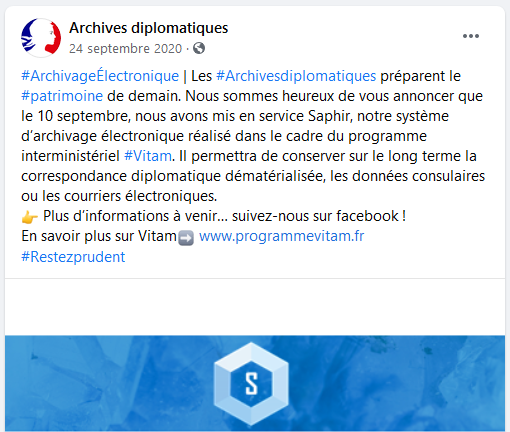 Archives diplomatiques
24 septembre 2020 ·
#ArchivageÉlectronique | Les #Archivesdiplomatiques préparent le
#patrimoine de demain. Nous sommes heureux de vous annoncer que
le 10 septembre, nous avons mis en service Saphir, notre système
d’archivage électronique réalisé dans le cadre du programme
interministériel #Vitam. Il permettra de conserver sur le long terme la
correspondance diplomatique dématérialisée, les données consulaires
ou les courriers électroniques.
👉 Plus d’informations à venir... suivez-nous sur facebook !
En savoir plus sur Vitam➡️ www.programmevitam.fr
#Restezprudent
S